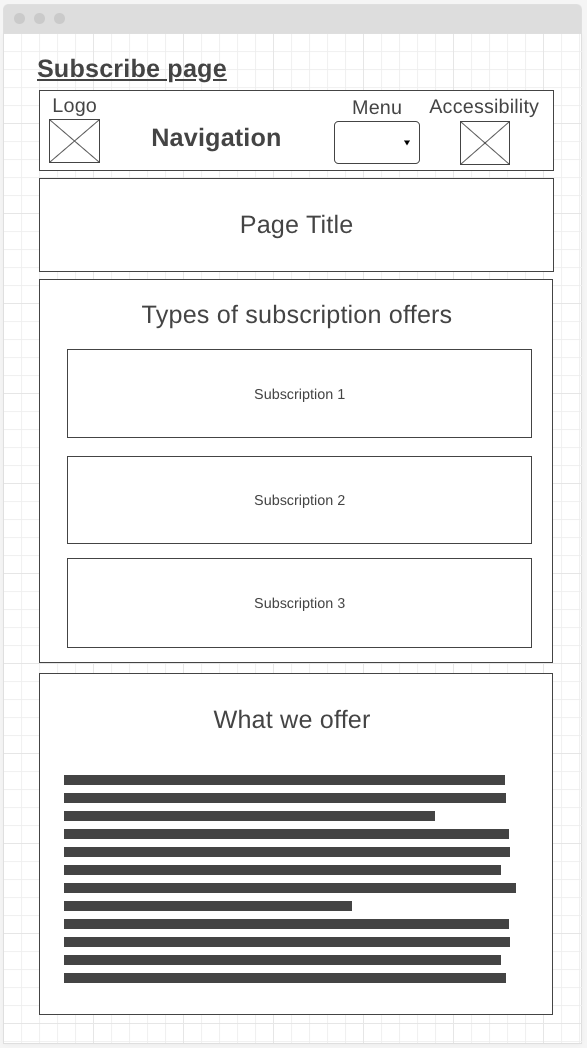 Subscribe page
Logo
Menu
Accessibility
Navigation
Page Title
Types of subscription offers
Subscription 1
Subscription 2
Subscription 3
What we offer